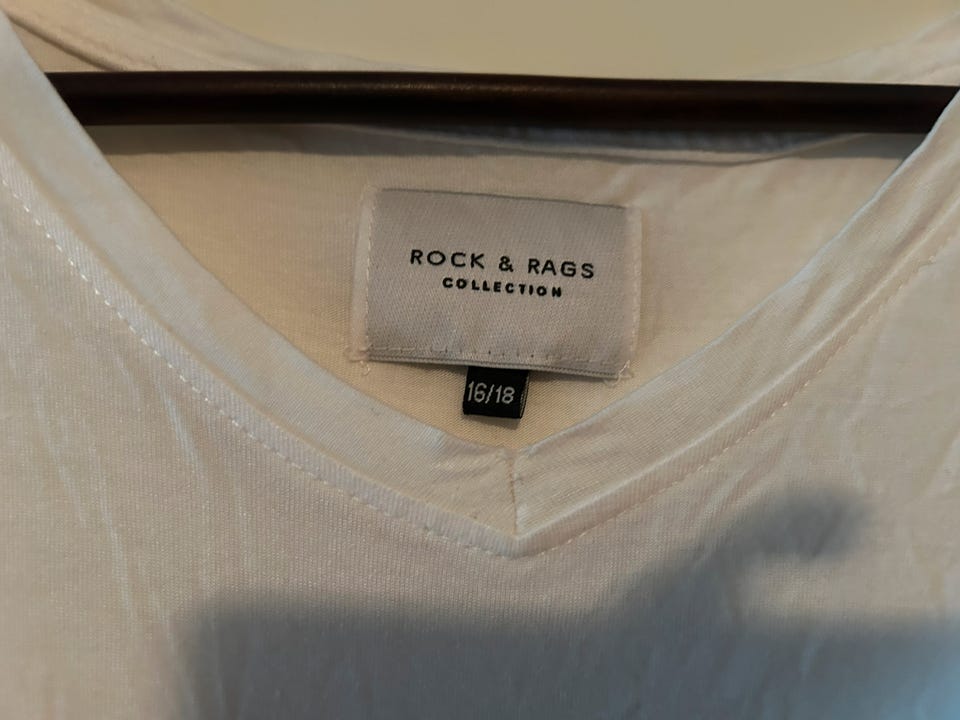 ROCK & RAGS
COLLECTION
16/18